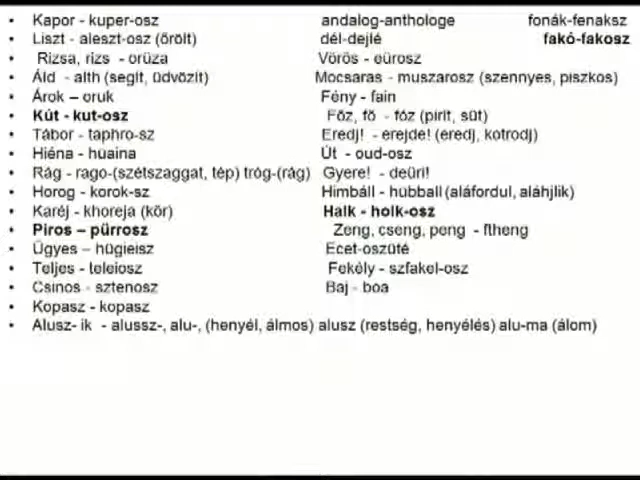 • Kapor - kuper-osz andalog-anthologe fonák-fenaksz
• Liszt - aleszt-osz (őrölt) dél-dejlé fakó-fakosz
• Rizsa, rizs - orüza Vörös - eürosz
• Áld - alth (segít, üdvözít) Mocsaras - muszarosz (szennyes, piszkos)
• Árok – oruk Fény - fain
• Kút - kut-osz Főz, fő - fóz (pirít, süt)
• Tábor - taphro-sz Eredj! - erejde! (eredj, kotrodj)
• Hiéna - hüaina Út - oud-osz
• Rág - rago-(szétszaggat, tép) tróg-(rág) Gyere! - deüri!
• Horog - korok-sz Himbáll - hübball (aláfordul, aláhjlik)
• Karéj - khoreja (kör) Halk - holk-osz
• Piros – pürrosz Zeng, cseng, peng - ftheng
• Ügyes – hügieisz Ecet-oszüté
• Teljes - teleiosz Fekély - szfakel-osz
• Csinos - sztenosz Baj - boa
• Kopasz - kopasz
• Alusz- ik - alussz-, alu-, (henyél, álmos) alusz (restség, henyélés) alu-ma (álom)